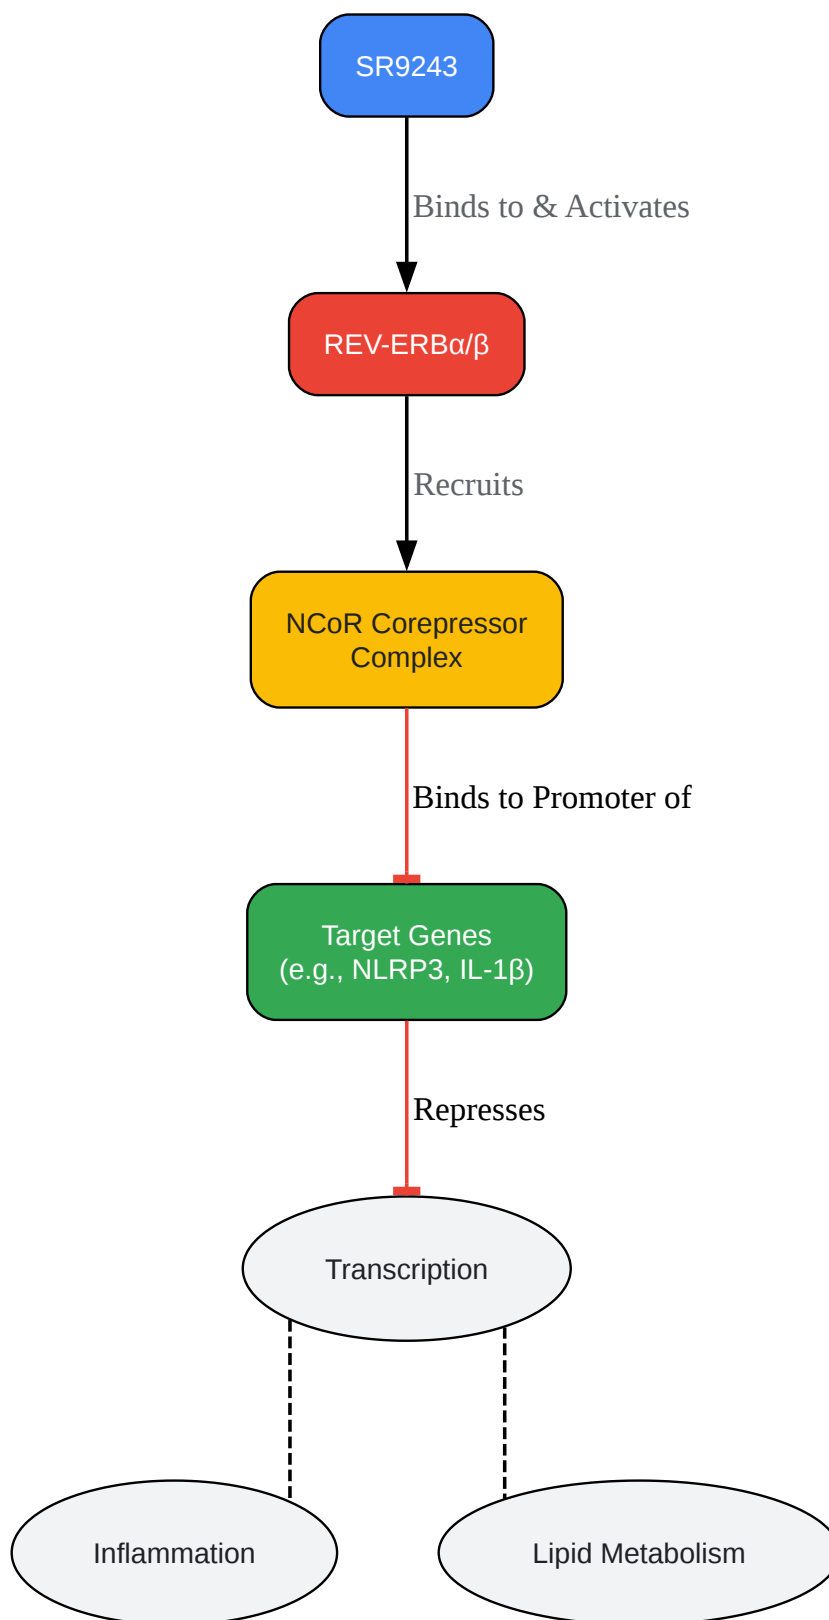 SR9243
Binds to & Activates
REV-ERBα/β
Recruits
NCoR Corepressor
Complex
Binds to Promoter of
Target Genes
(e.g., NLRP3, IL-1β)
Represses
Transcription
Inflammation
Lipid Metabolism